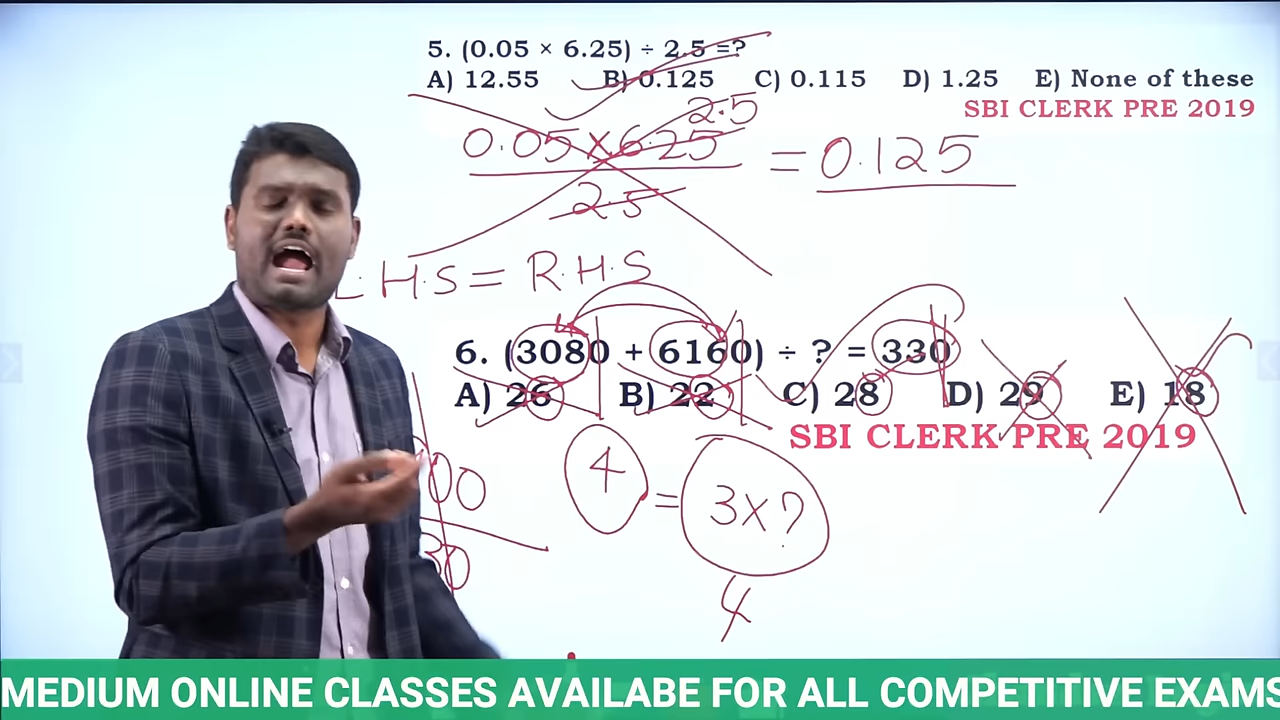 5. (0.05 × 6.25) ÷ 2.5 =?
A) 12.55 B) 0.125 C) 0.115 D) 1.25 E) None of these
SBI CLERK PRE 2019
2.5
0.05×6.25 = 0.125
2.5
L.H.S = R.H.S
6. (3080 + 6160) ÷ ? = 330
A) 26 B) 22 C) 28 D) 29 E) 18
SBI CLERK PRE 2019
4 = 3×?
4
MEDIUM ONLINE CLASSES AVAILABE FOR ALL COMPETITIVE EXAMS